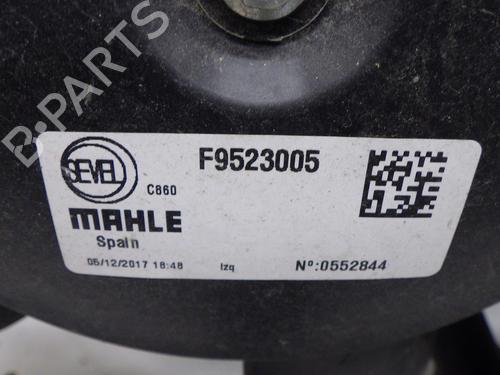 B-PARTS
SEVEL
C860
F9523005
MAHLE
Spain
05/12/2017 18:48
Izq
Nº:0552844